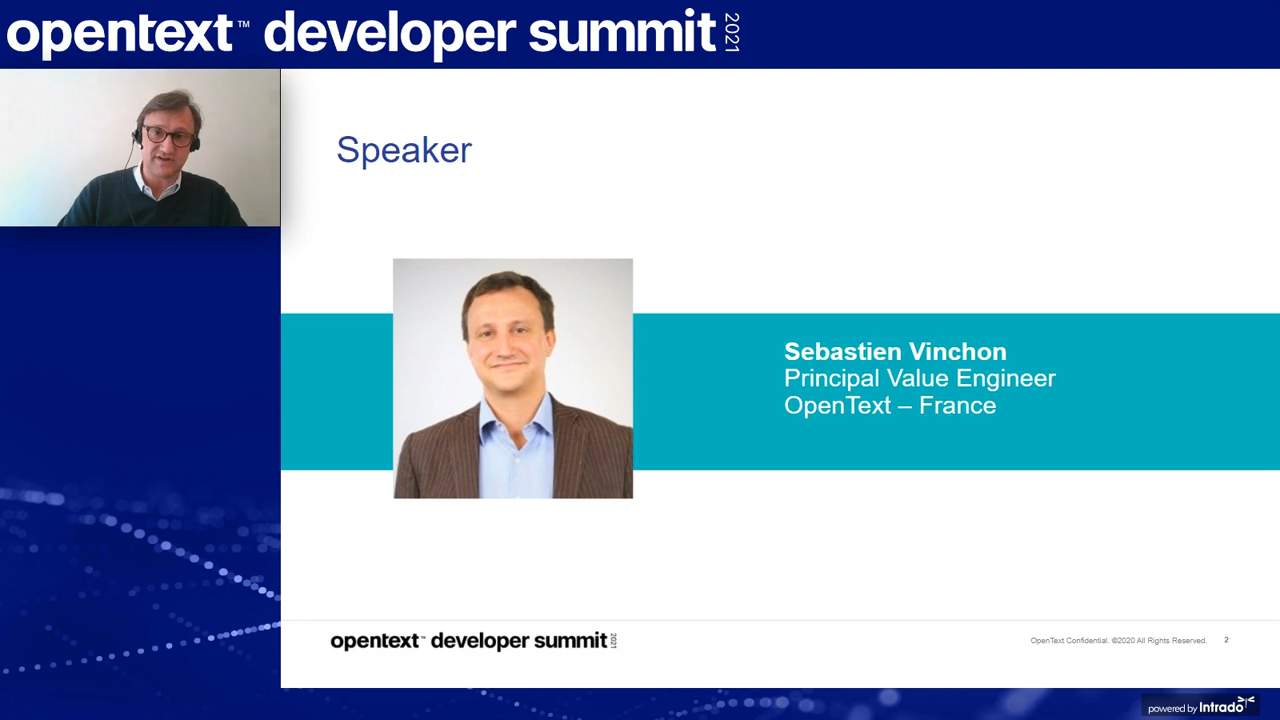 opentext™ developer summit 2021
Speaker
Sebastien Vinchon
Principal Value Engineer
OpenText – France
opentext™ developer summit 2021
OpenText Confidential. ©2020 All Rights Reserved. 2
powered by Intrado